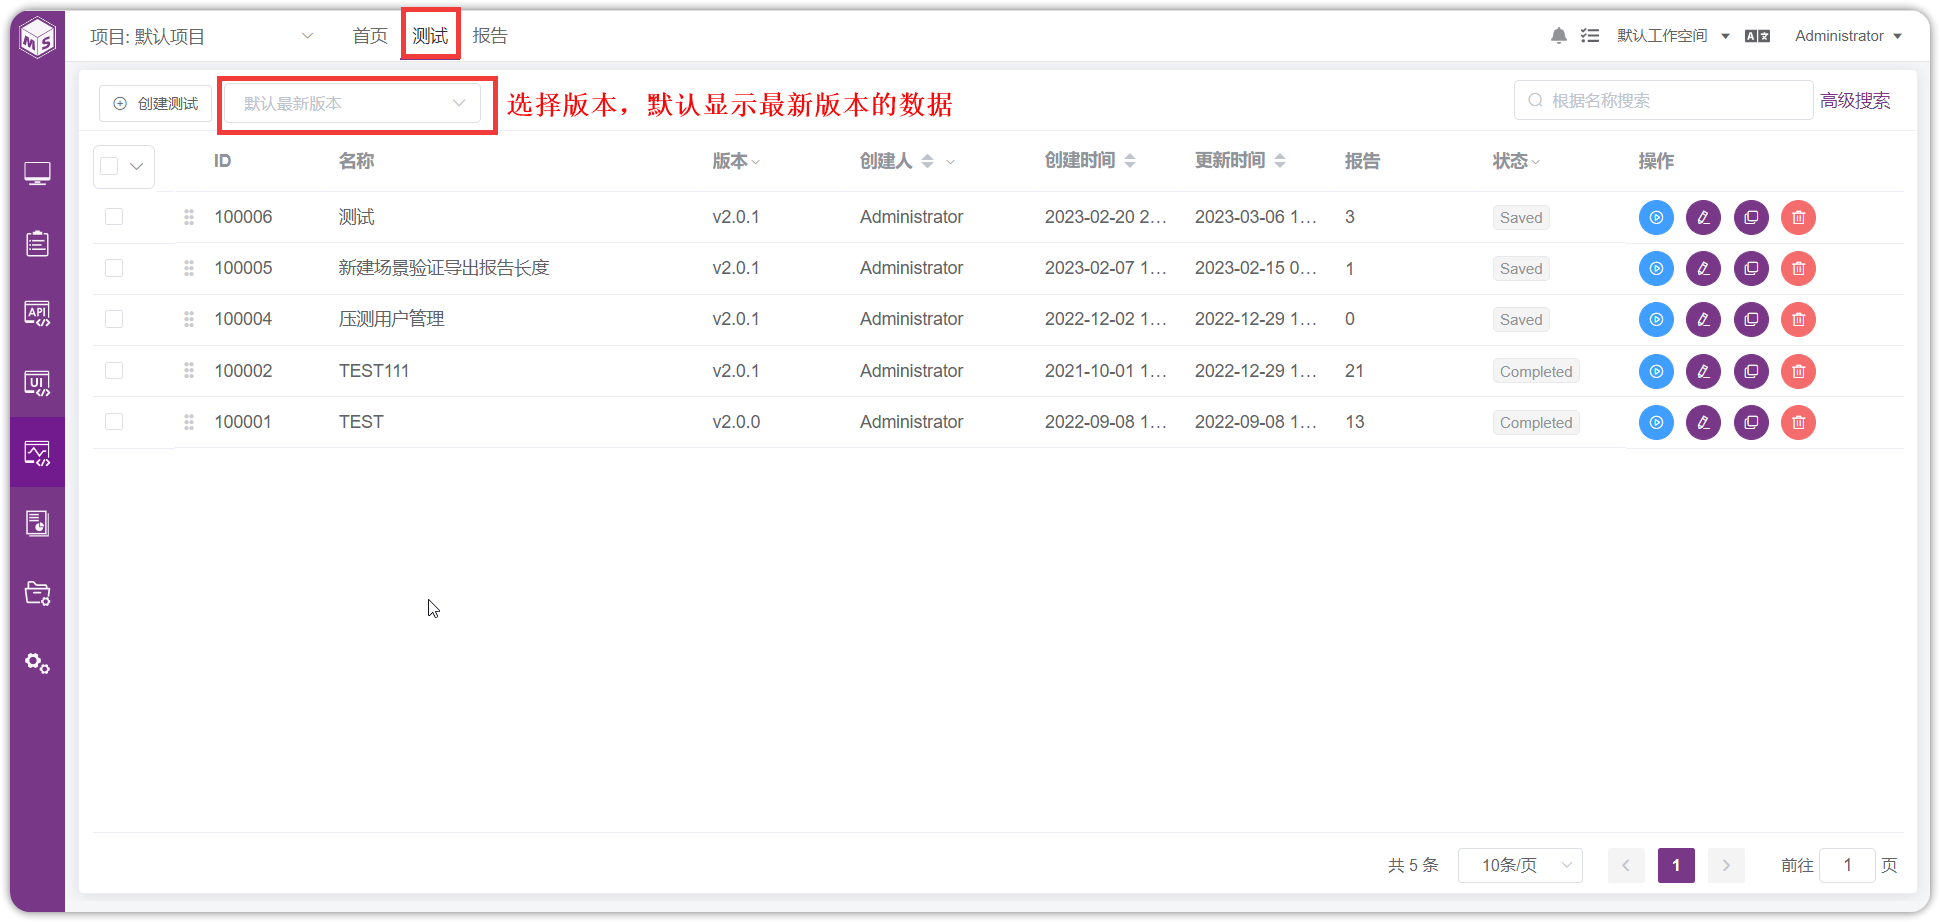 MS
项目: 默认项目 首页 测试 报告 默认工作空间 Administrator
创建测试 默认最新版本 选择版本，默认显示最新版本的数据 根据名称搜索 高级搜索
ID 名称 版本 创建人 创建时间 更新时间 报告 状态 操作
100006 测试 v2.0.1 Administrator 2023-02-20 2... 2023-03-06 1... 3 Saved
100005 新建场景验证导出报告长度 v2.0.1 Administrator 2023-02-07 1... 2023-02-15 0... 1 Saved
API
100004 压测用户管理 v2.0.1 Administrator 2022-12-02 1... 2022-12-29 1... 0 Saved
UI
100002 TEST111 v2.0.1 Administrator 2021-10-01 1... 2022-12-29 1... 21 Completed
100001 TEST v2.0.0 Administrator 2022-09-08 1... 2022-09-08 1... 13 Completed
共 5 条 10条/页 1 前往 1 页